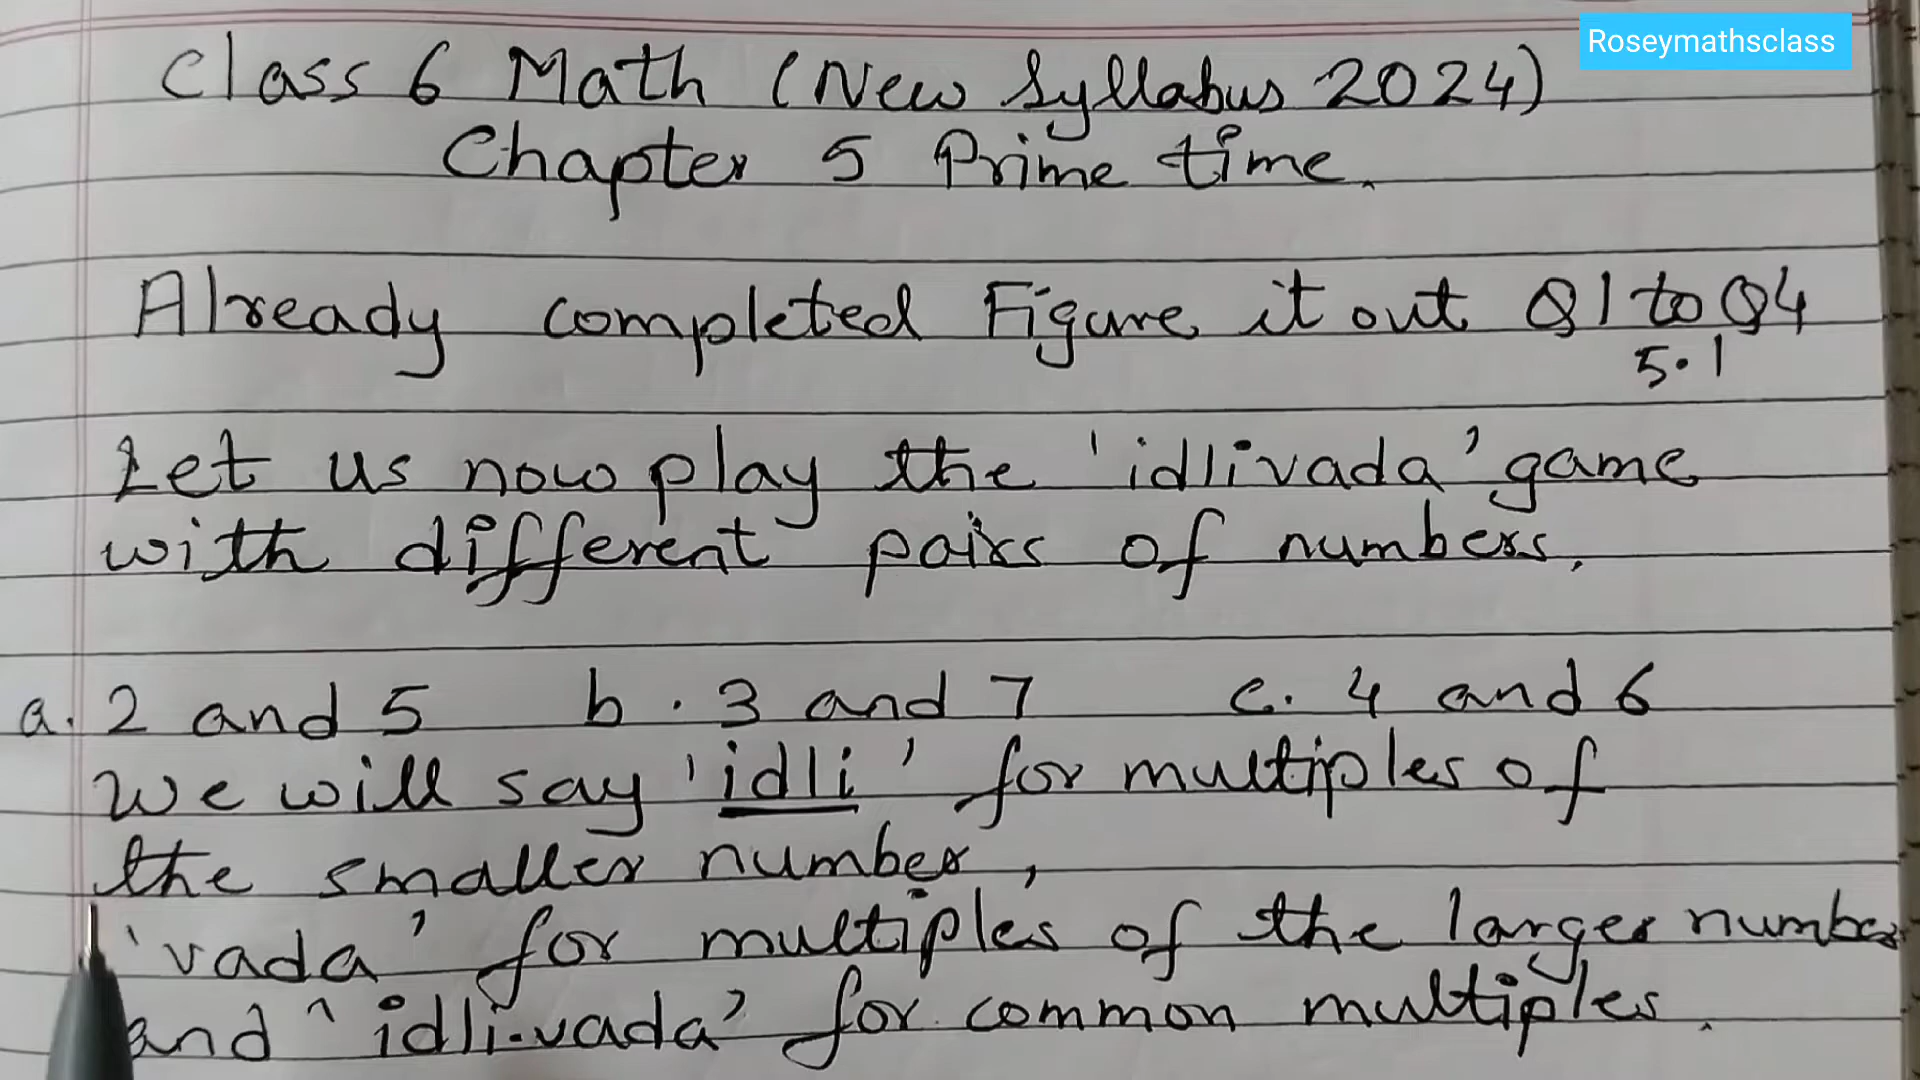 Roseymathsclass
Class 6 Math (New Syllabus 2024)
Chapter 5 Prime time.
Already completed Figure it out Q1 to Q4
5.1
Let us now play the 'idlivada' game
with different pairs of numbers.
a. 2 and 5 b. 3 and 7 c. 4 and 6
We will say 'idli' for multiples of
the smaller number,
'vada' for multiples of the larger number
and 'idli-vada' for common multiples.